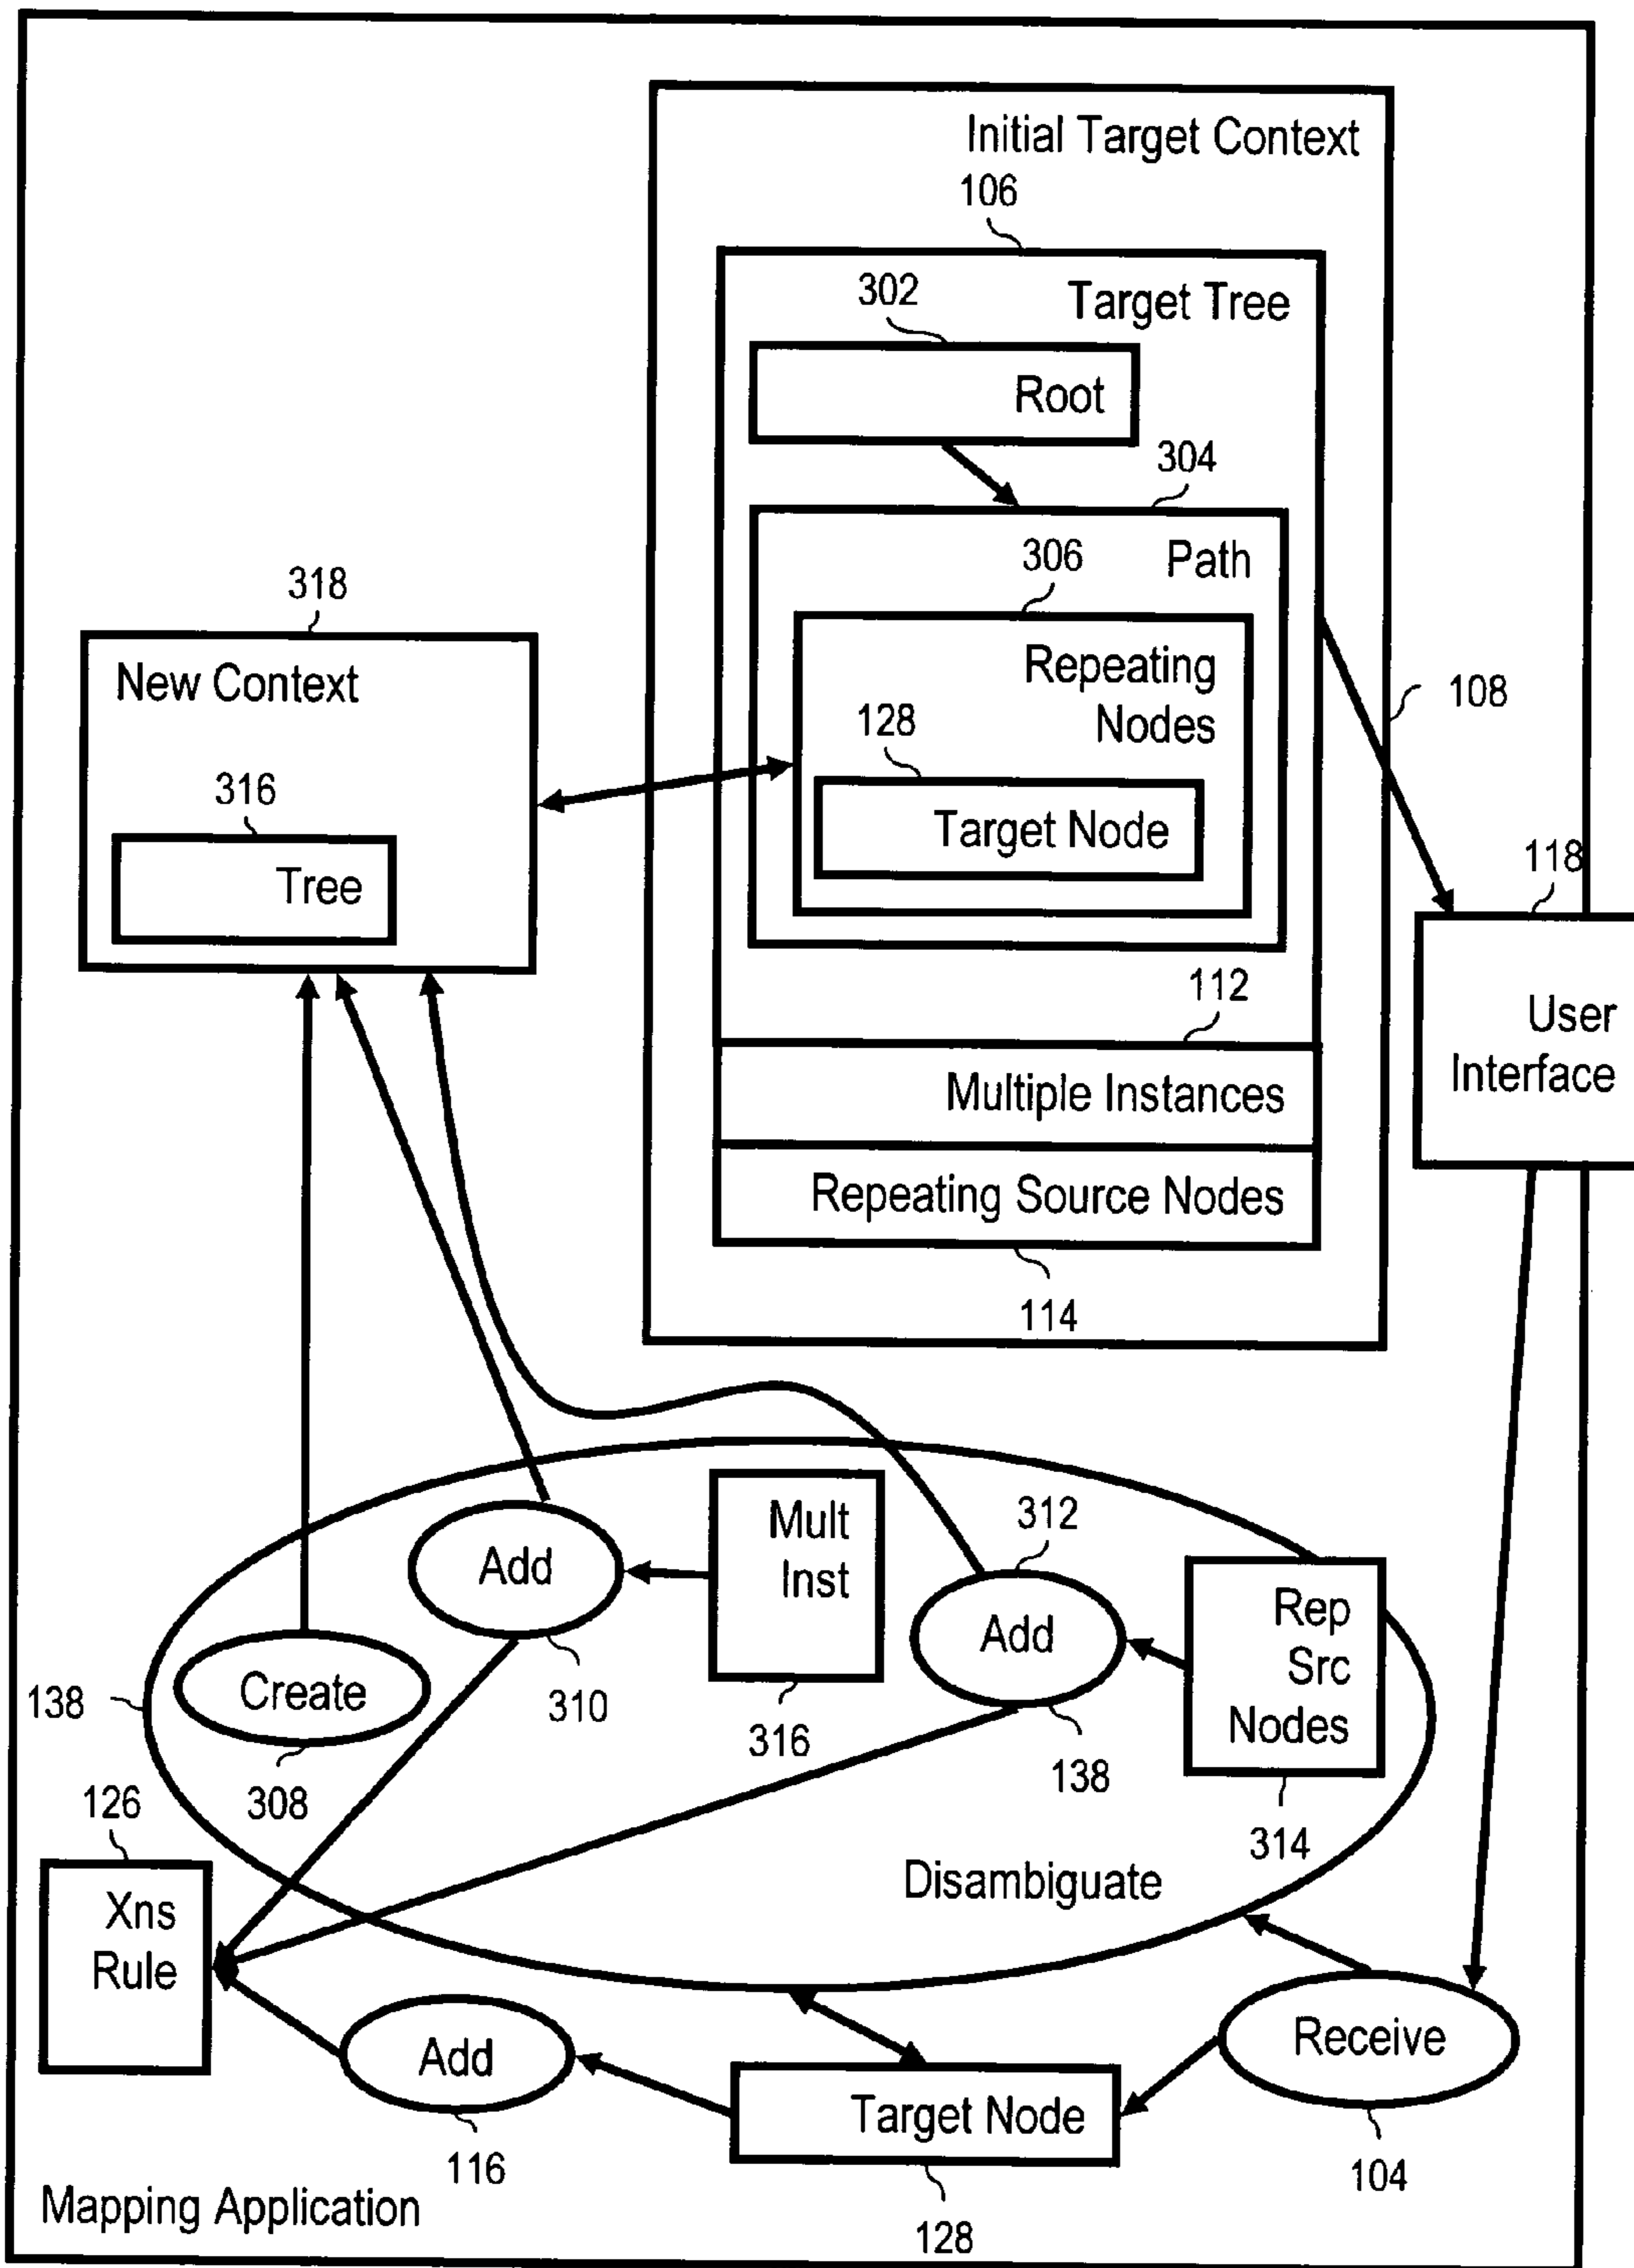 Initial Target Context
106
302
Target Tree
Root
304
306
Path
318
Repeating
Nodes
New Context
108
128
316
Target Node
118
Tree
112
User
Interface
Multiple Instances
Repeating Source Nodes
114
312
Mult
Inst
Add
Rep
Src
Nodes
Add
Create
138
310
316
138
126
308
314
Disambiguate
Xns
Rule
Receive
Add
Target Node
116
104
Mapping Application
128